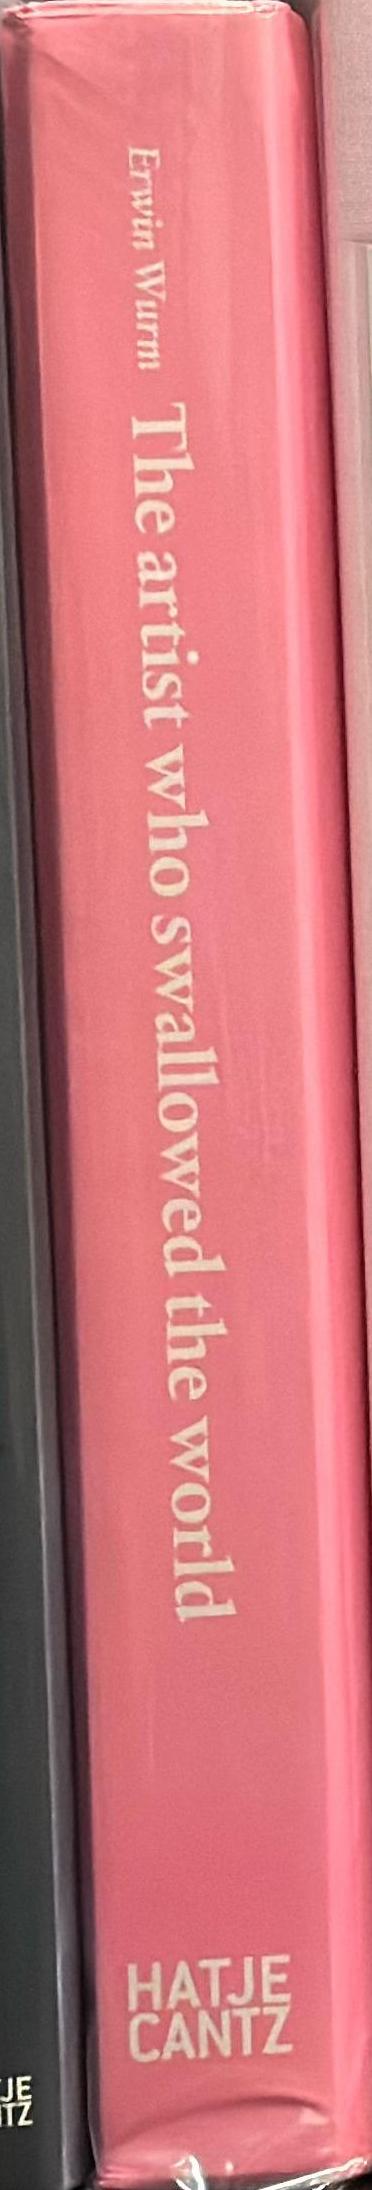 Erwin Wurm The artist who swallowed the world
HATJE
CANTZ
JE
TZ